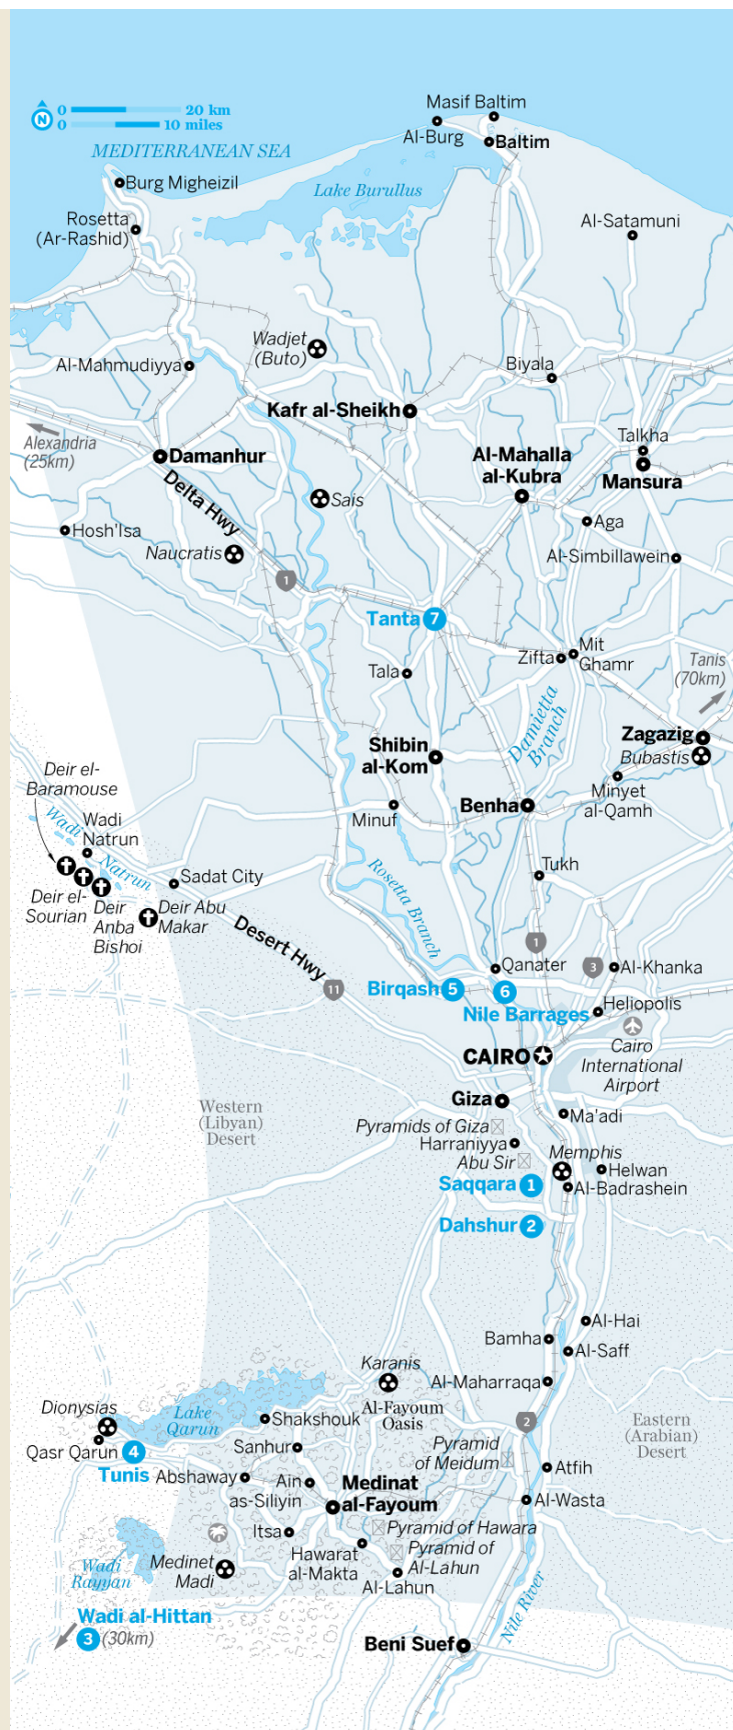 Masif Baltim
0 20 km
N
0 10 miles
Al-Burg
Baltim
MEDITERRANEAN SEA
Burg Migheizil
Lake Burullus
Rosetta
(Ar-Rashid)
Al-Satamuni
Wadjet
(Buto)
Al-Mahmudiyya
Biyala
Kafr al-Sheikh
Alexandria
(25km)
Damanhur
Talkha
Al-Mahalla
al-Kubra
Mansura
Delta Hwy
Sais
Aga
Hosh'Isa
Naucratis
Al-Simbillawein
1
Tanta 7
Zifta
Mit
Ghamr
Tanis
(70km)
Tala
Damietta
Branch
Zagazig
Bubastis
Shibin
al-Kom
Deir el-
Baramouse
Minyet
al-Qamh
Benha
Minuf
Wadi
Natrun
Wadi
Natrun
Tukh
Sadat City
Rosetta Branch
Deir el-
Sourian
Deir
Anba
Bishoi
Deir Abu
Makar
Desert Hwy
1
Qanater
3
Al-Khanka
11
Birqash 5
6
Nile Barrages
Heliopolis
CAIRO
Cairo
International
Airport
Giza
Western
(Libyan)
Desert
Ma'adi
Pyramids of Giza
Harraniyya
Abu Sir
Memphis
Helwan
Saqqara 1
Al-Badrashein
Dahshur 2
Al-Hai
Bamha
Al-Saff
Karanis
Al-Maharraqa
Al-Fayoum
Oasis
Dionysias
Lake
Qarun
Shakshouk
2
Eastern
(Arabian)
Desert
Qasr Qarun
4
Tunis
Sanhur
Pyramid
of Meidum
Abshaway
Ain
as-Siliyin
Medinat
al-Fayoum
Atfih
Al-Wasta
Itsa
Pyramid of Hawara
Hawarat
al-Makta
Pyramid of
Al-Lahun
Medinet
Madi
Wadi
Rayyan
Al-Lahun
Nile River
Wadi al-Hittan
3 (30km)
Beni Suef